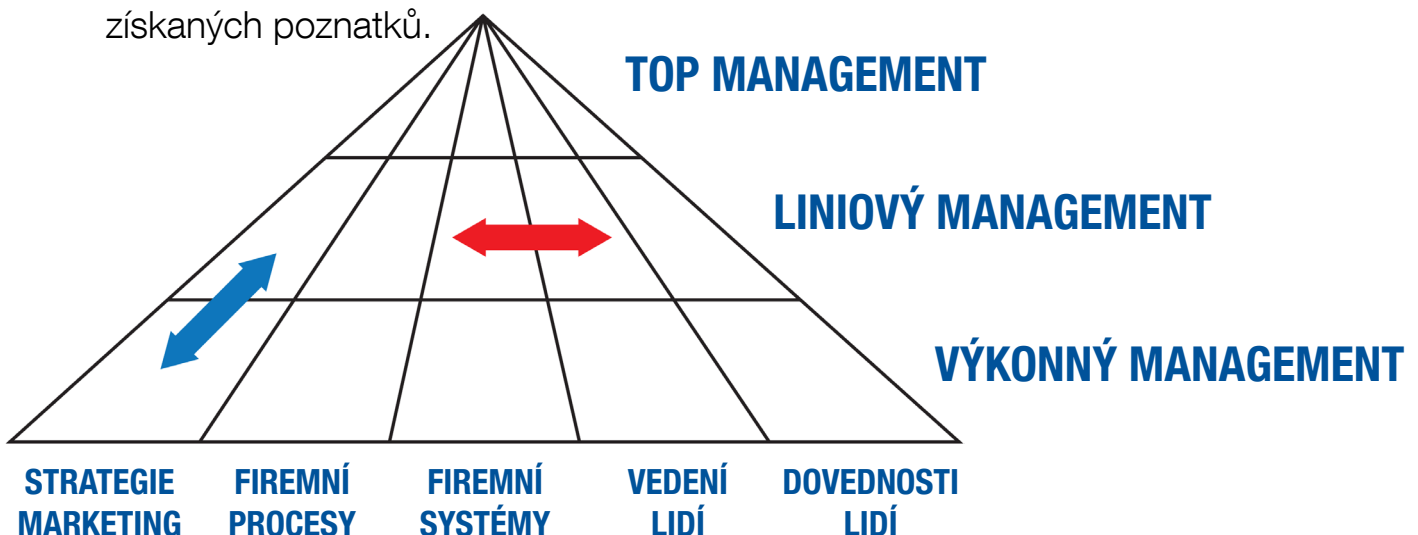 získaných poznatků.
TOP MANAGEMENT
LINIOVÝ MANAGEMENT
VÝKONNÝ MANAGEMENT
STRATEGIE
MARKETING
FIREMNÍ
PROCESY
FIREMNÍ
SYSTÉMY
VEDENÍ
LIDÍ
DOVEDNOSTI
LIDÍ